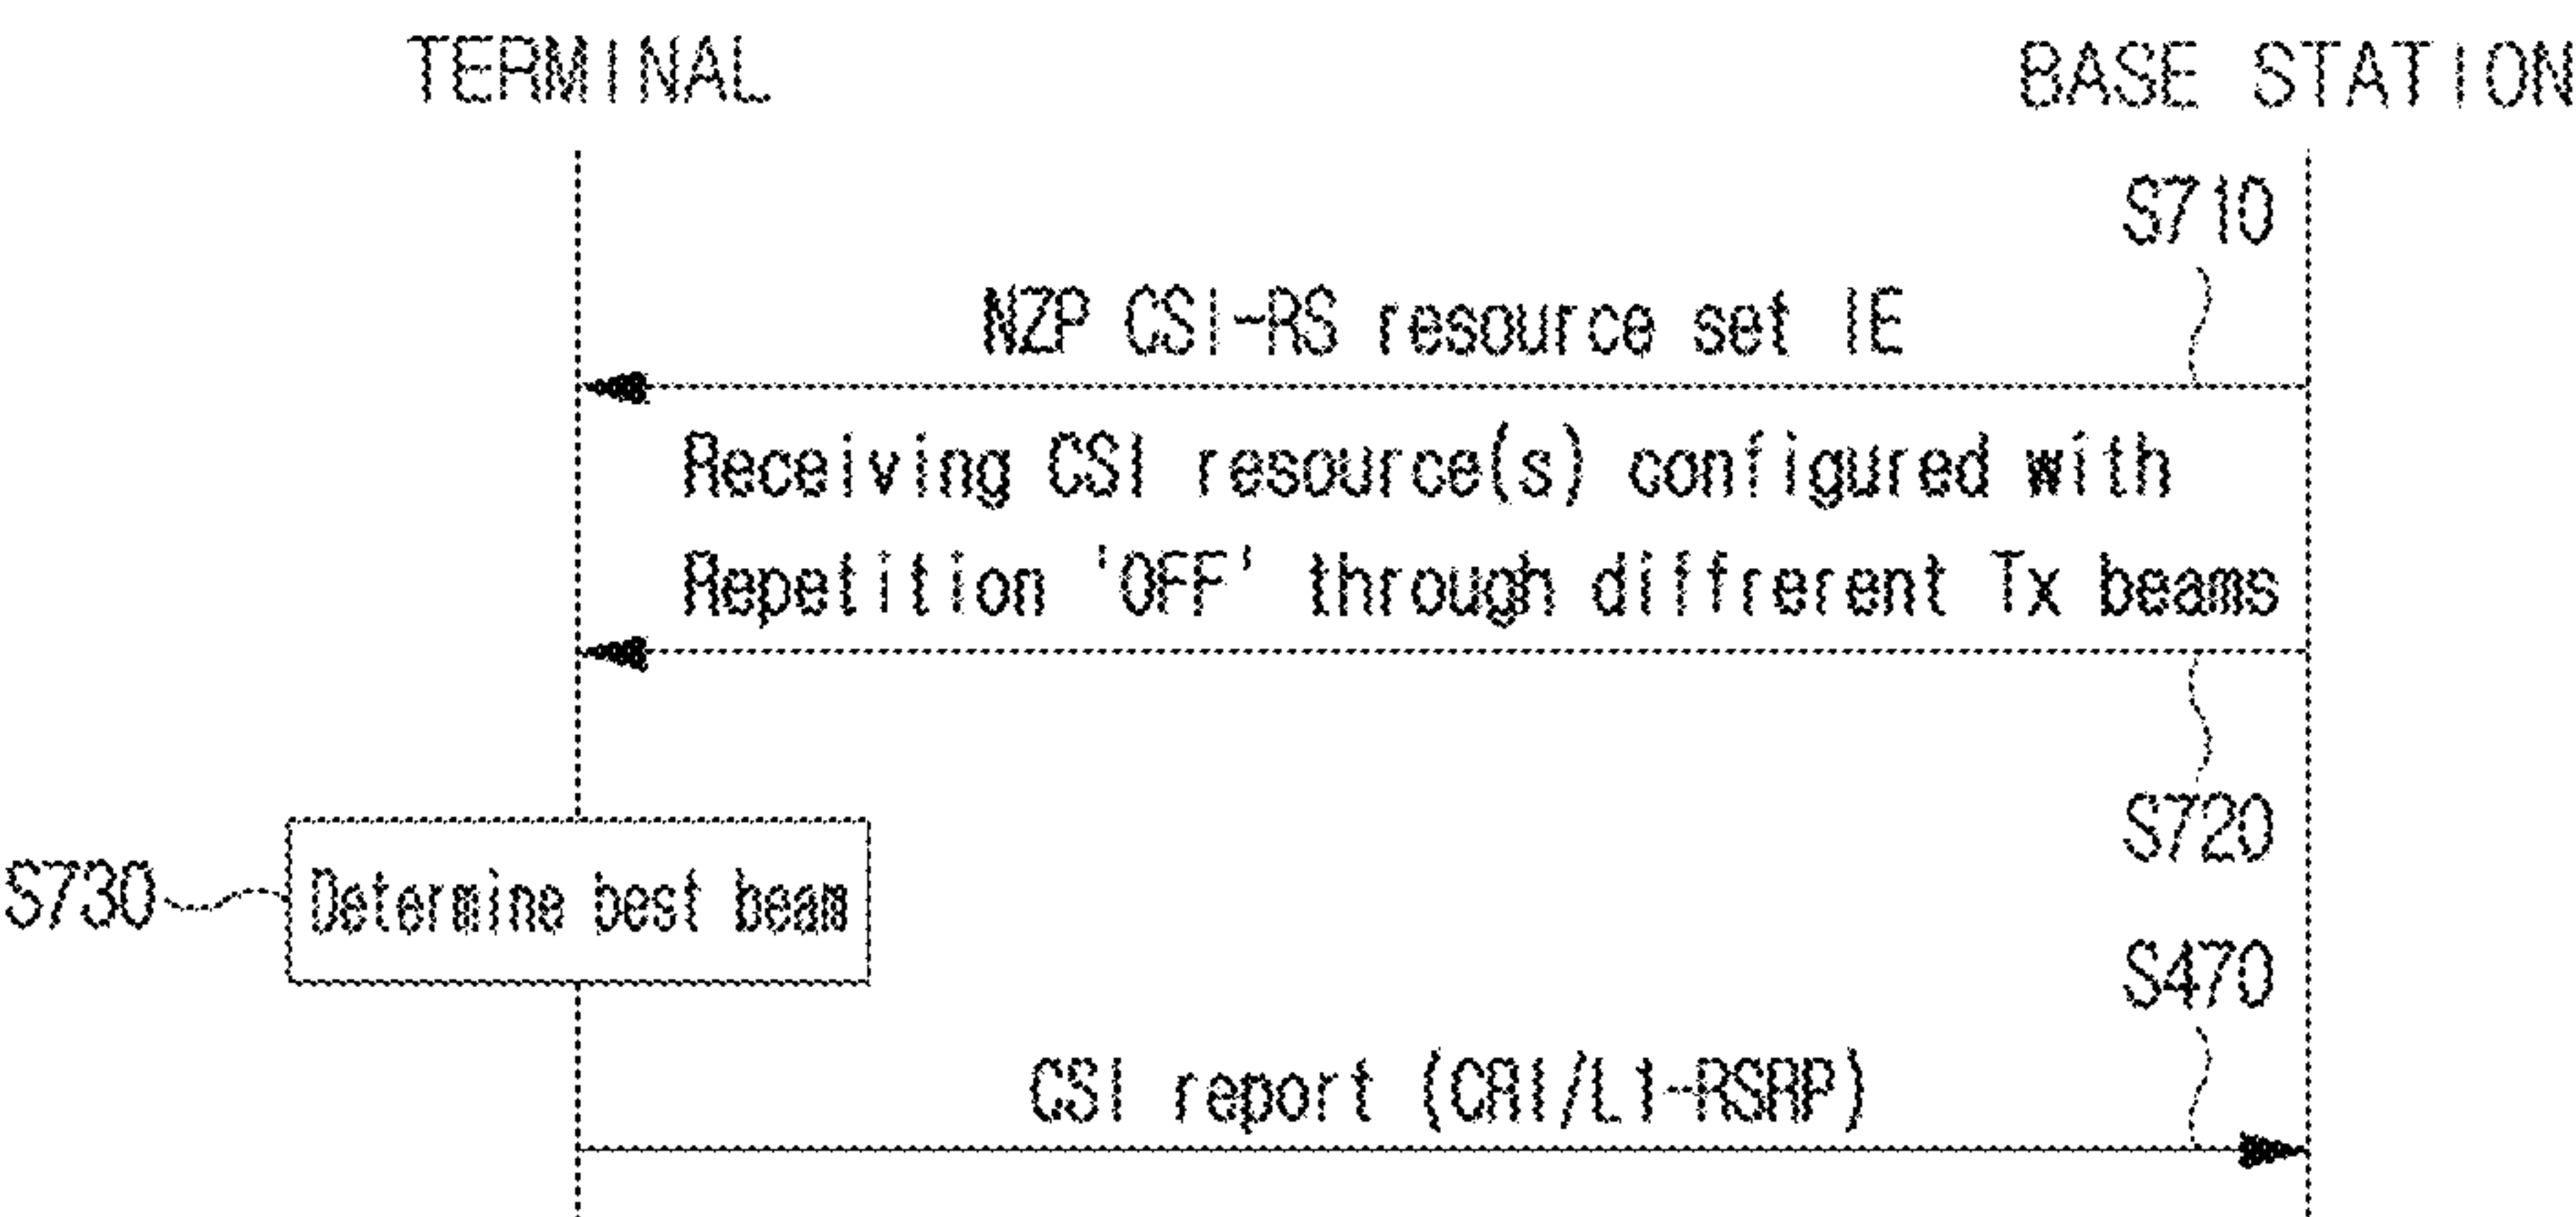 TERMINAL
BASE STATION
S710
NZP CSI-RS resource set IE
Receiving CSI resource(s) configured with
Repetition 'OFF' through diffrerent Tx beams
S720
S730
Determine best beam
S470
CSI report (CRI/L1-RSRP)